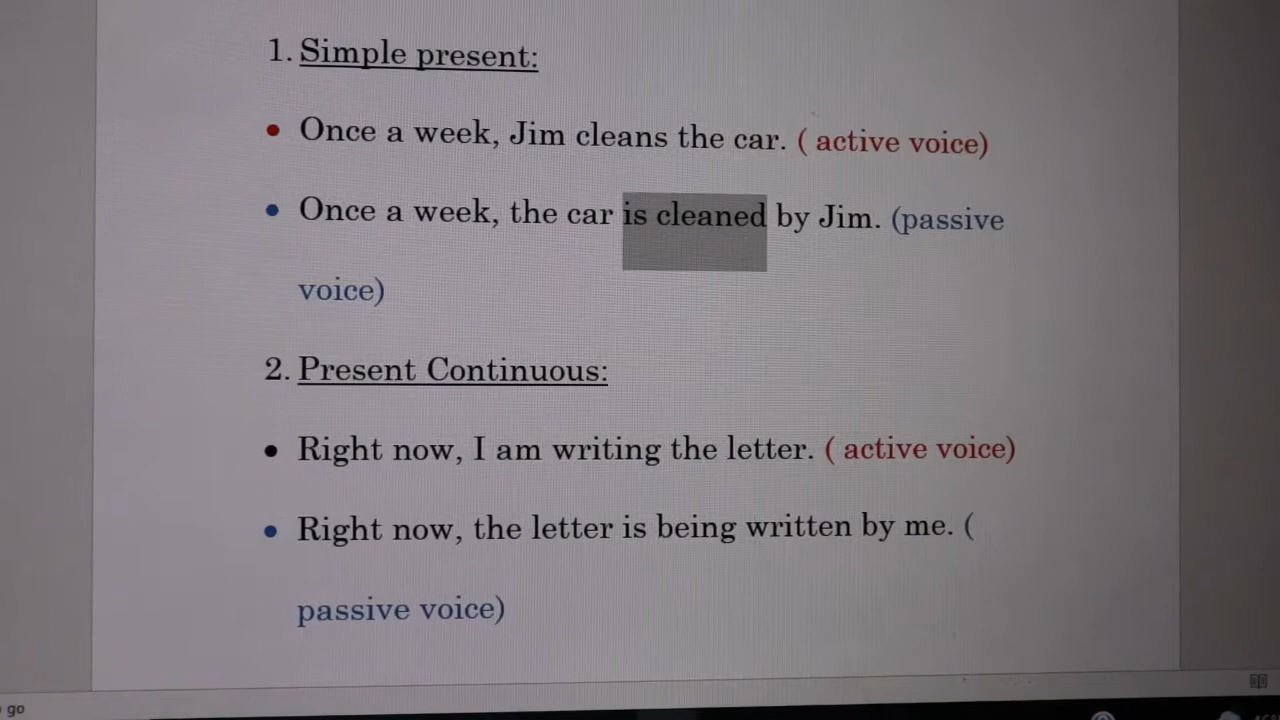 1. Simple present:
• Once a week, Jim cleans the car. ( active voice)
• Once a week, the car is cleaned by Jim. (passive
voice)
2. Present Continuous:
• Right now, I am writing the letter. ( active voice)
• Right now, the letter is being written by me. (
passive voice)
go